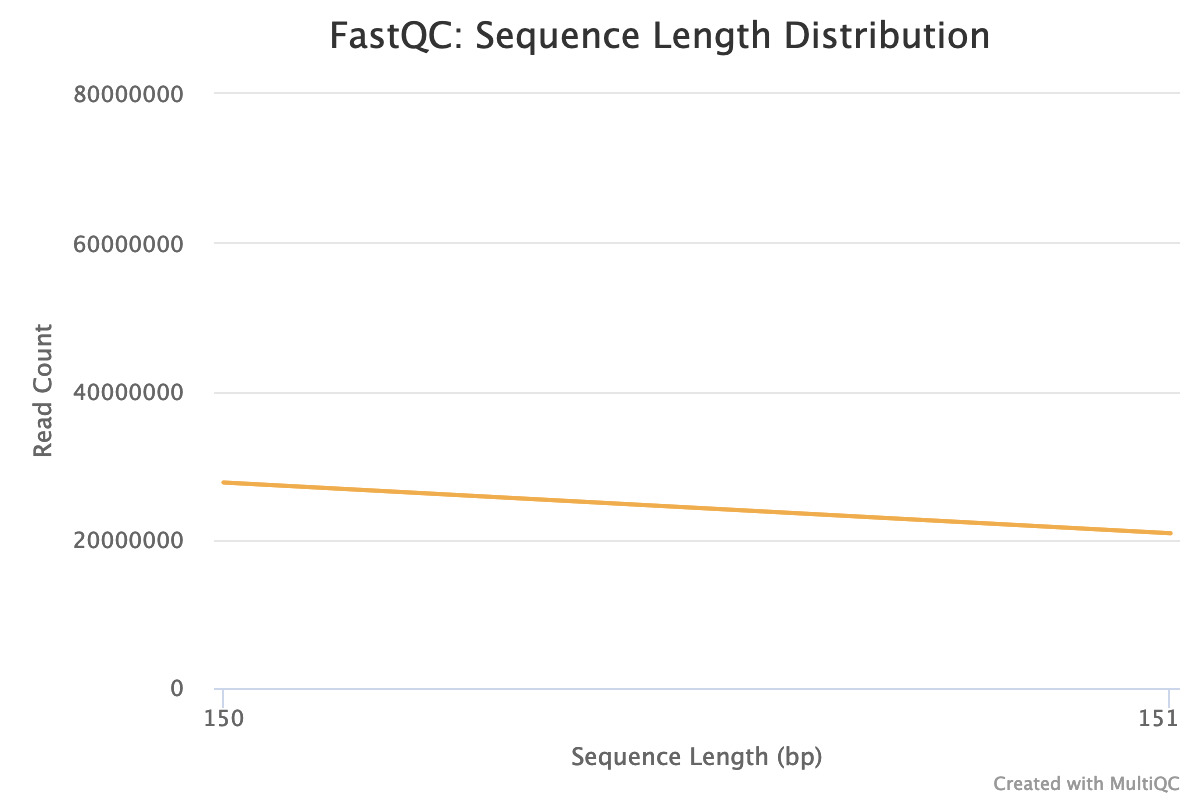 FastQC: Sequence Length Distribution
80000000
60000000
40000000
20000000
0
Read Count
150
151
Sequence Length (bp)
Created with MultiQC